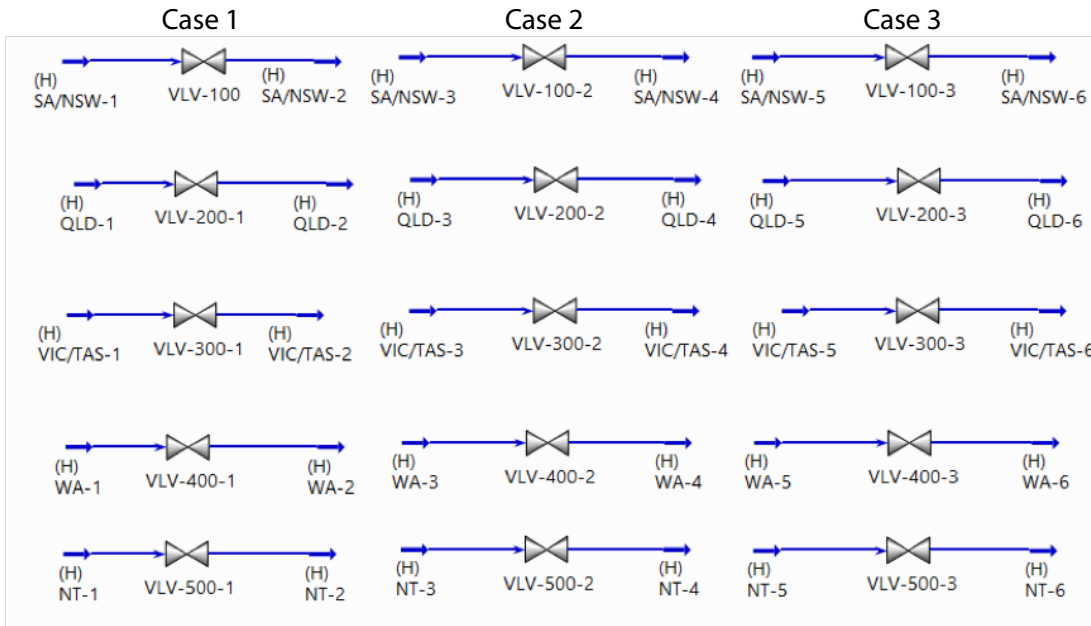 Case 1 Case 2 Case 3
(H) (H) (H) (H) (H) (H)
SA/NSW-1 VLV-100 SA/NSW-2 SA/NSW-3 VLV-100-2 SA/NSW-4 SA/NSW-5 VLV-100-3 SA/NSW-6
(H) (H) (H) (H) (H) (H)
QLD-1 VLV-200-1 QLD-2 QLD-3 VLV-200-2 QLD-4 QLD-5 VLV-200-3 QLD-6
(H) (H) (H) (H) (H) (H)
VIC/TAS-1 VLV-300-1 VIC/TAS-2 VIC/TAS-3 VLV-300-2 VIC/TAS-4 VIC/TAS-5 VLV-300-3 VIC/TAS-6
(H) (H) (H) (H) (H) (H)
WA-1 VLV-400-1 WA-2 WA-3 VLV-400-2 WA-4 WA-5 VLV-400-3 WA-6
(H) (H) (H) (H) (H) (H)
NT-1 VLV-500-1 NT-2 NT-3 VLV-500-2 NT-4 NT-5 VLV-500-3 NT-6